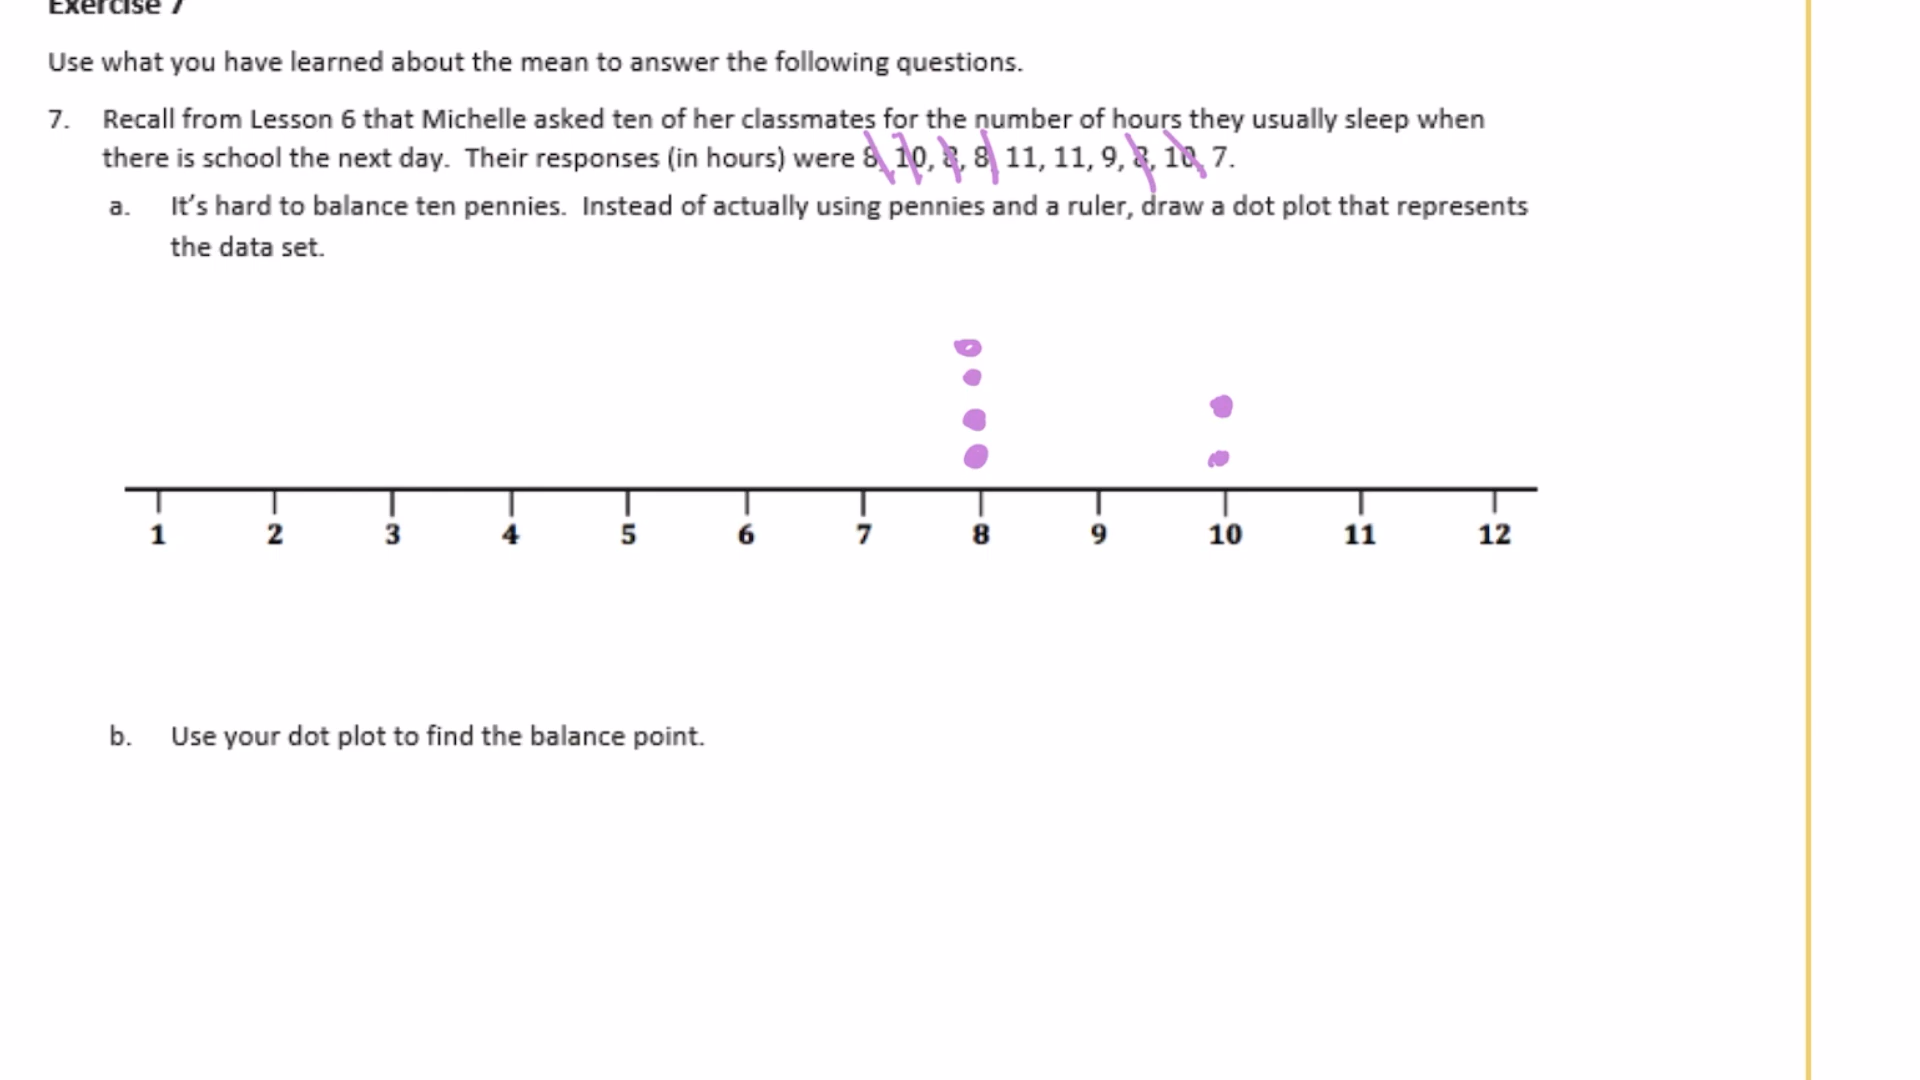 Exercise 7
Use what you have learned about the mean to answer the following questions.
7. Recall from Lesson 6 that Michelle asked ten of her classmates for the number of hours they usually sleep when
there is school the next day. Their responses (in hours) were 8, 10, 8, 8, 11, 11, 9, 8, 10, 7.
a. It’s hard to balance ten pennies. Instead of actually using pennies and a ruler, draw a dot plot that represents
the data set.
1 2 3 4 5 6 7 8 9 10 11 12
b. Use your dot plot to find the balance point.